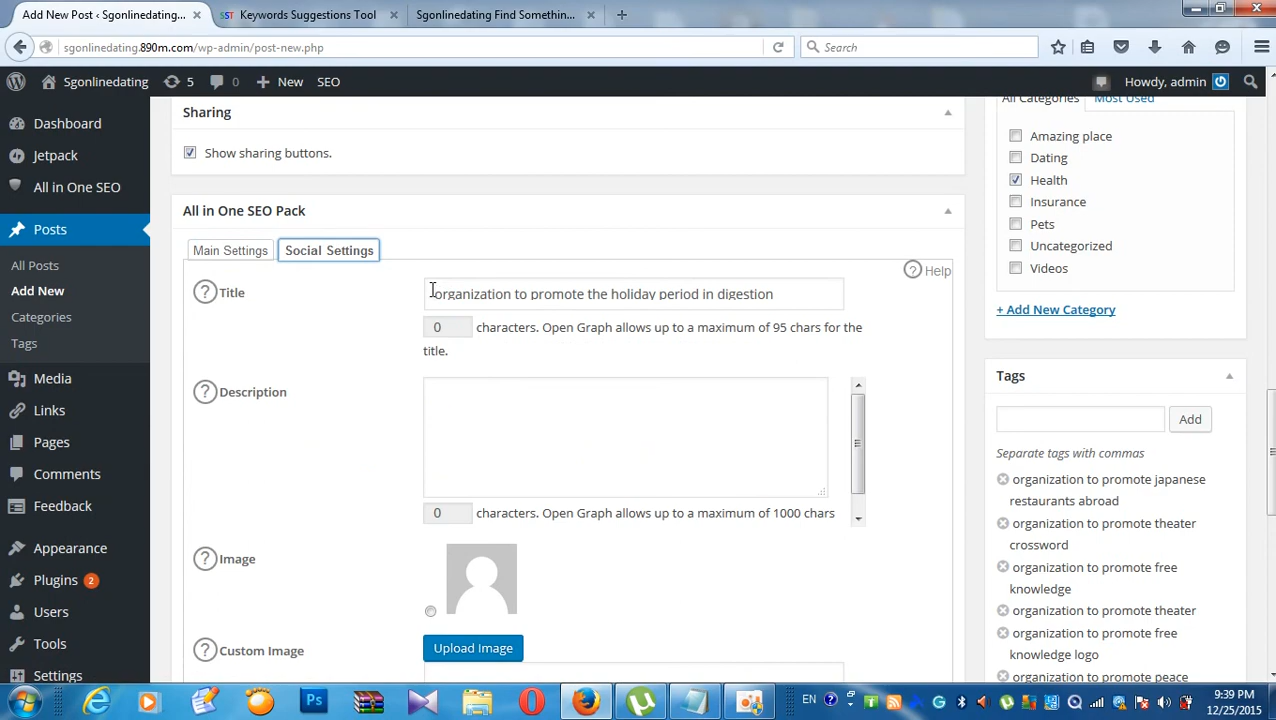 Add New Post - Sgonlinedating....
Keywords Suggestions Tool
Sgonlinedating Find Somethin...
sgonlinedating.890m.com/wp-admin/post-new.php
Search
Sgonlinedating
5
0
New
SEO
Howdy, admin
Dashboard
Jetpack
All in One SEO
Posts
All Posts
Add New
Categories
Tags
Media
Links
Pages
Comments
Feedback
Appearance
Plugins 2
Users
Tools
Settings
Sharing
Show sharing buttons.
All in One SEO Pack
Main Settings
Social Settings
Help
Title
organization to promote the holiday period in digestion
0 characters. Open Graph allows up to a maximum of 95 chars for the
title.
Description
0 characters. Open Graph allows up to a maximum of 1000 chars
Image
Custom Image
Upload Image
All Categories
Most Used
Amazing place
Dating
Health
Insurance
Pets
Uncategorized
Videos
+ Add New Category
Tags
Add
Separate tags with commas
organization to promote japanese
restaurants abroad
organization to promote theater
crossword
organization to promote free
knowledge
organization to promote theater
organization to promote free
knowledge logo
organization to promote peace
Ps
EN
9:39 PM
12/25/2015